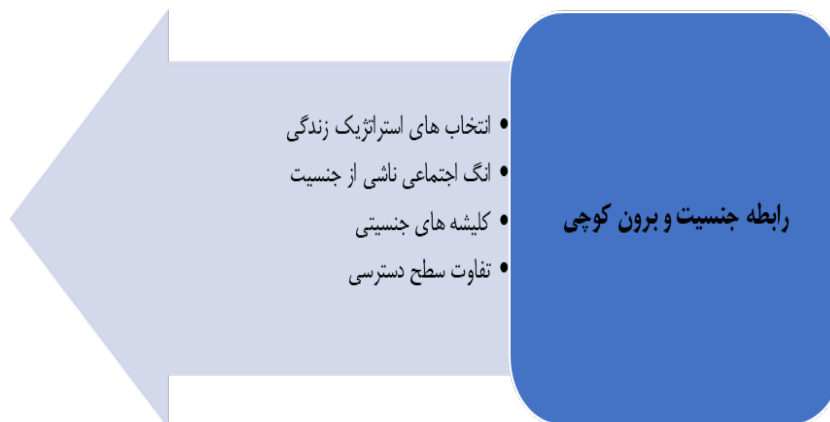 رابطه جنسیت و برون کوچی
• انتخاب های استراتژیک زندگی
• انگ اجتماعی ناشی از جنسیت
• کلیشه های جنسیتی
• تفاوت سطح دسترسی